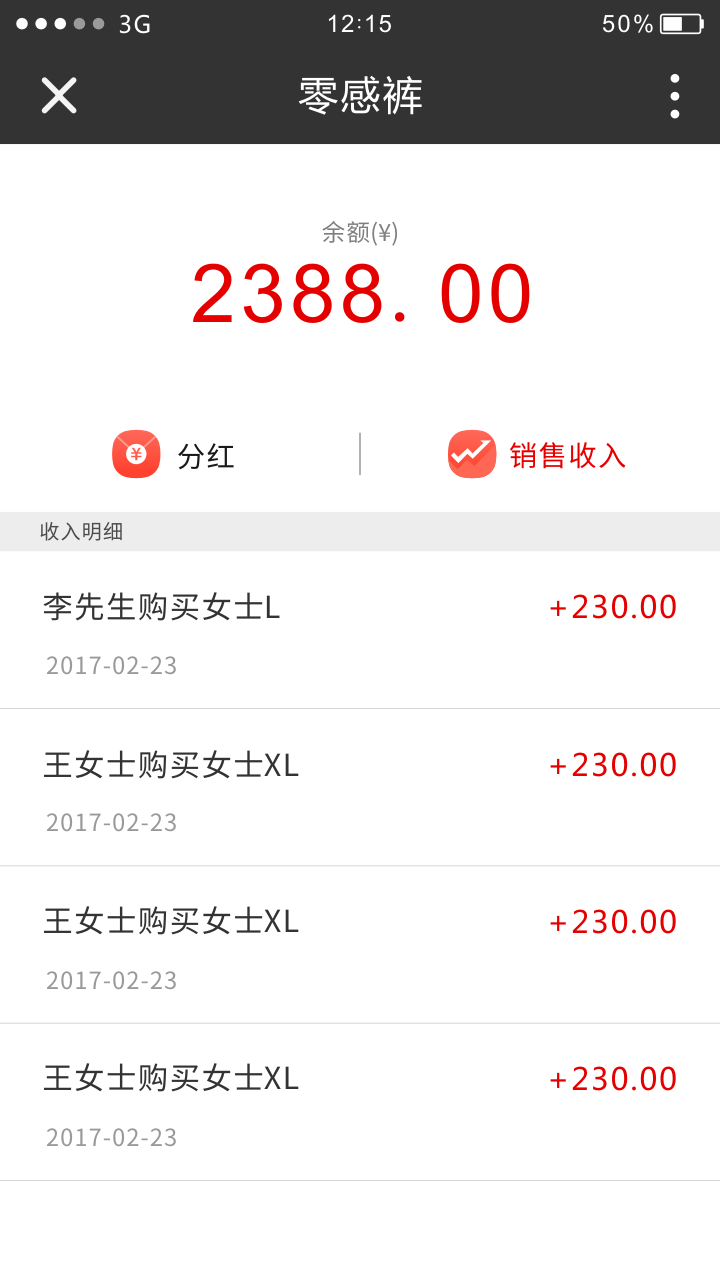 3G 12:15 50%
零感裤
余额(¥)
2388. 00
¥ 分红 销售收入
收入明细
李先生购买女士L +230.00
2017-02-23
王女士购买女士XL +230.00
2017-02-23
王女士购买女士XL +230.00
2017-02-23
王女士购买女士XL +230.00
2017-02-23